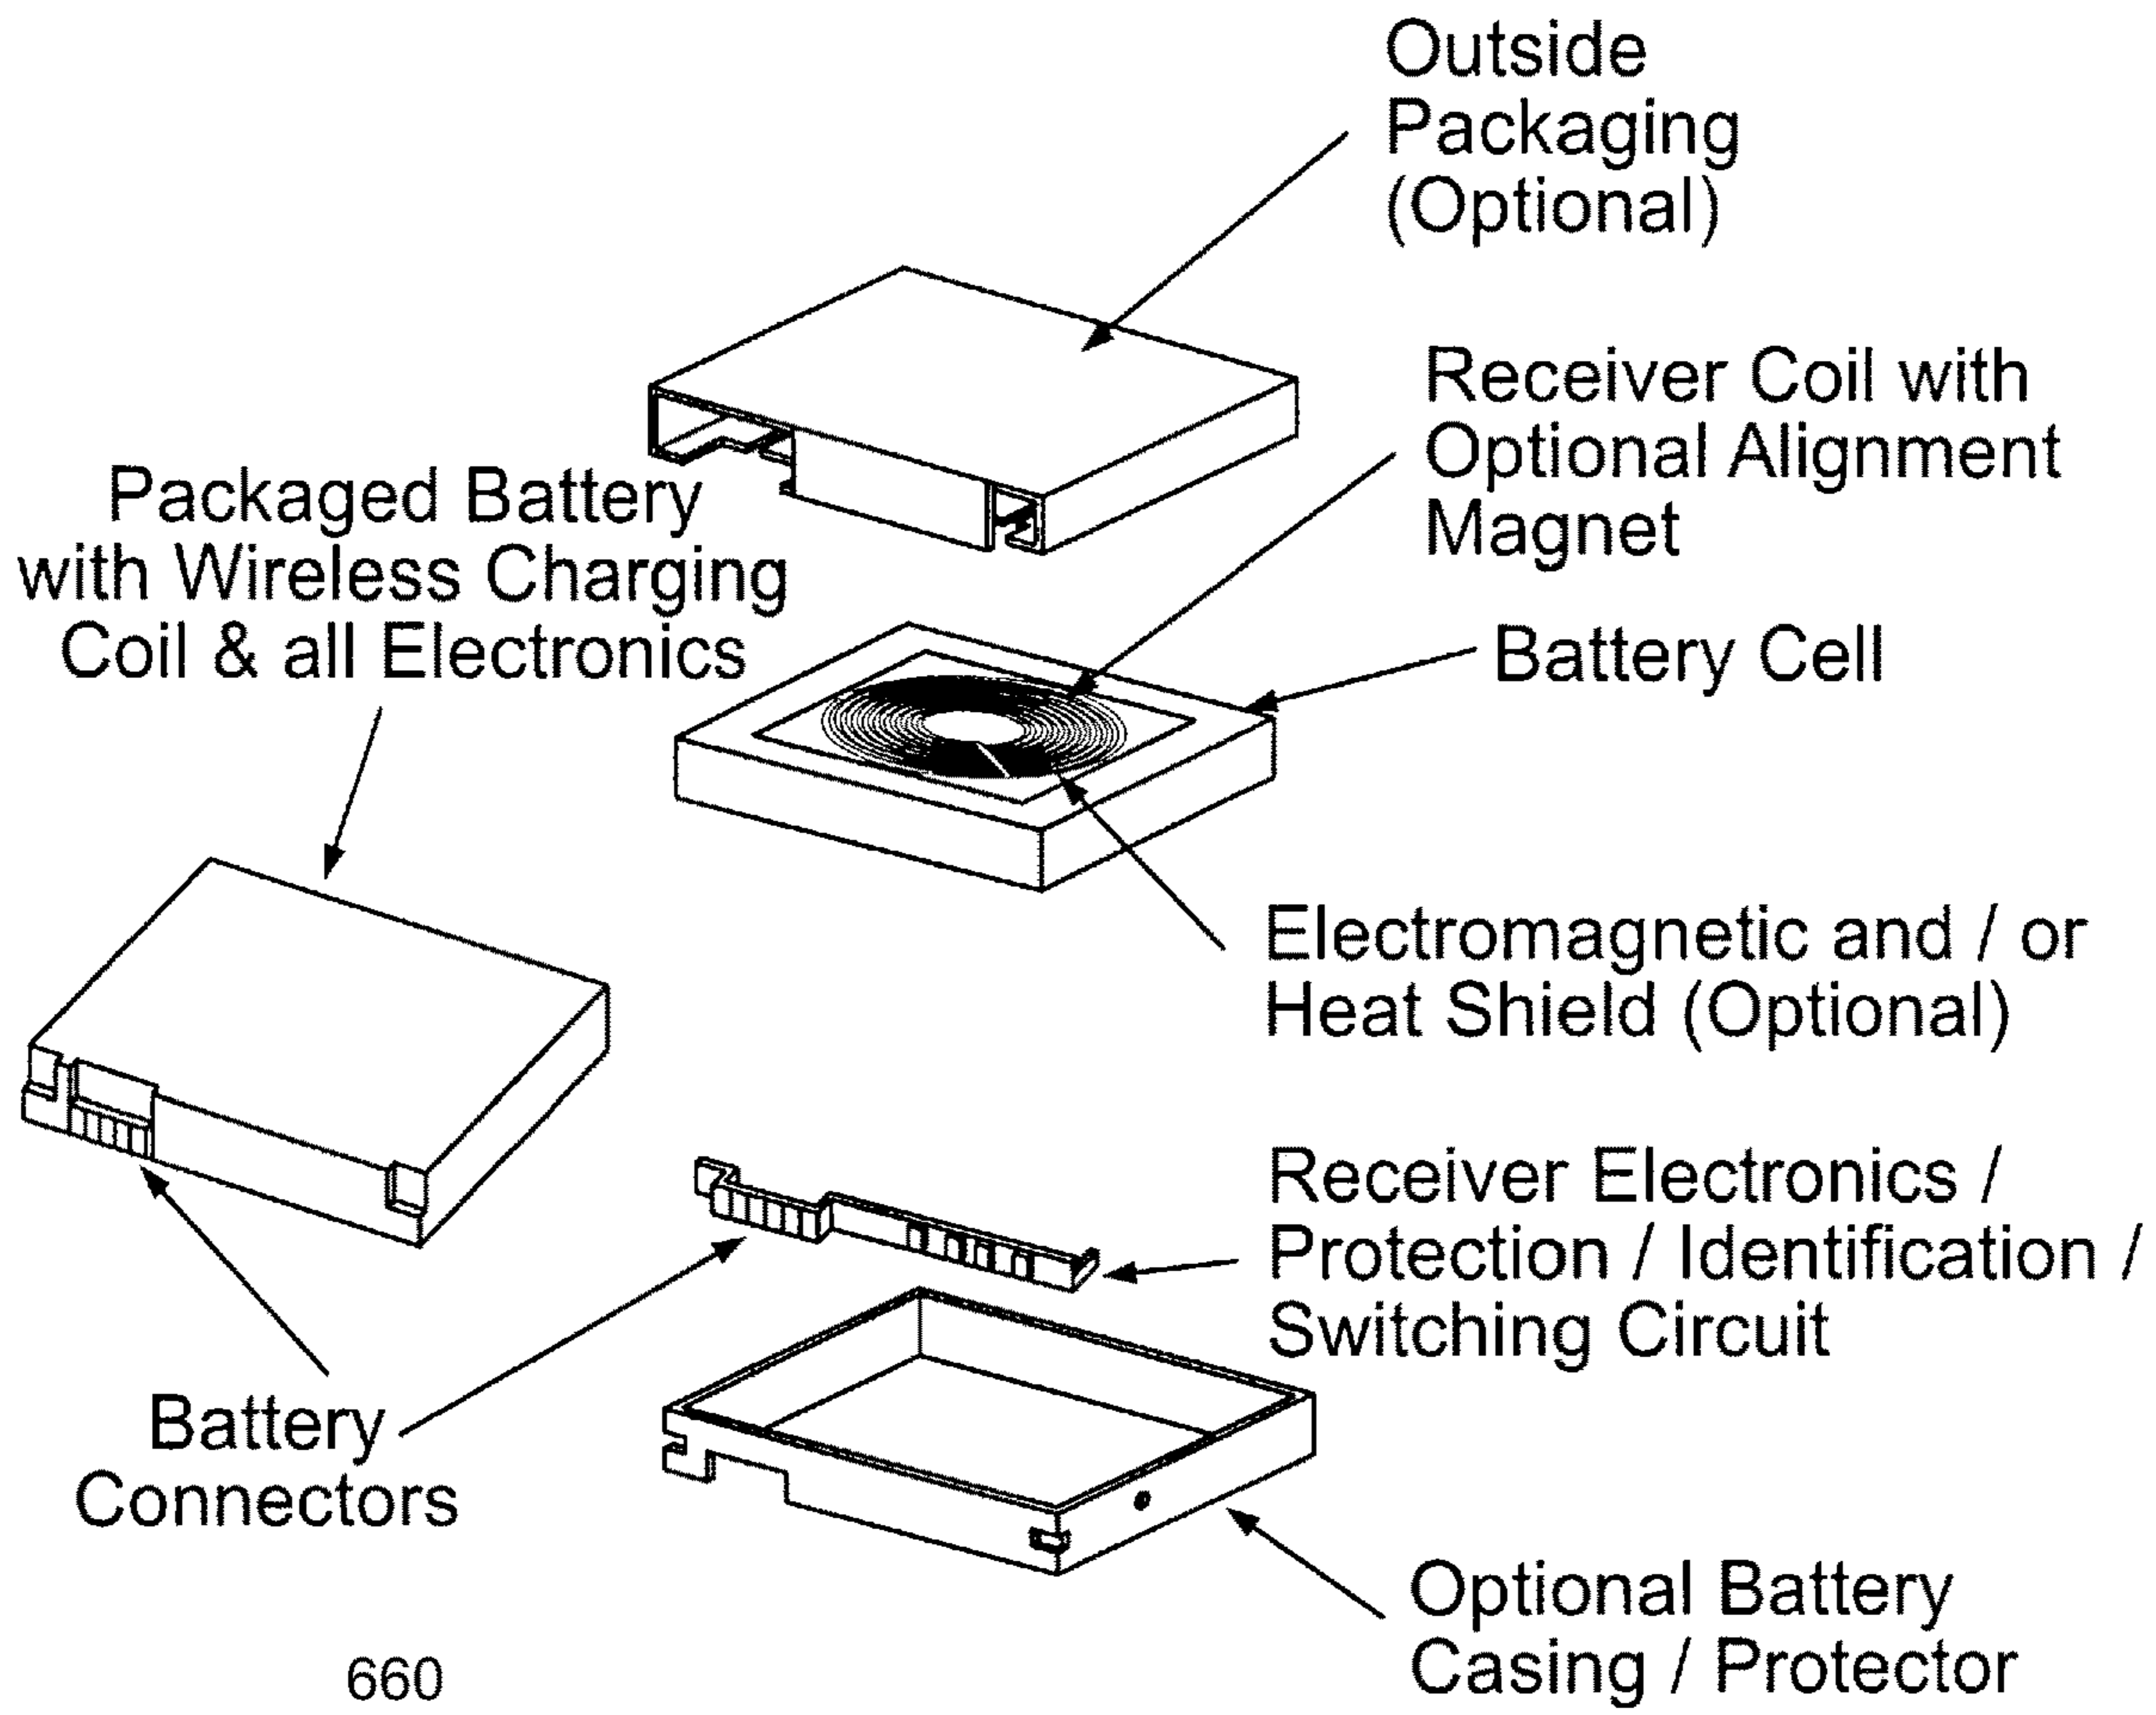 Outside
Packaging
(Optional)
Receiver Coil with
Optional Alignment
Magnet
Packaged Battery
with Wireless Charging
Coil & all Electronics
Battery Cell
Electromagnetic and / or
Heat Shield (Optional)
Receiver Electronics /
Protection / Identification /
Switching Circuit
Battery
Connectors
Optional Battery
Casing / Protector
660